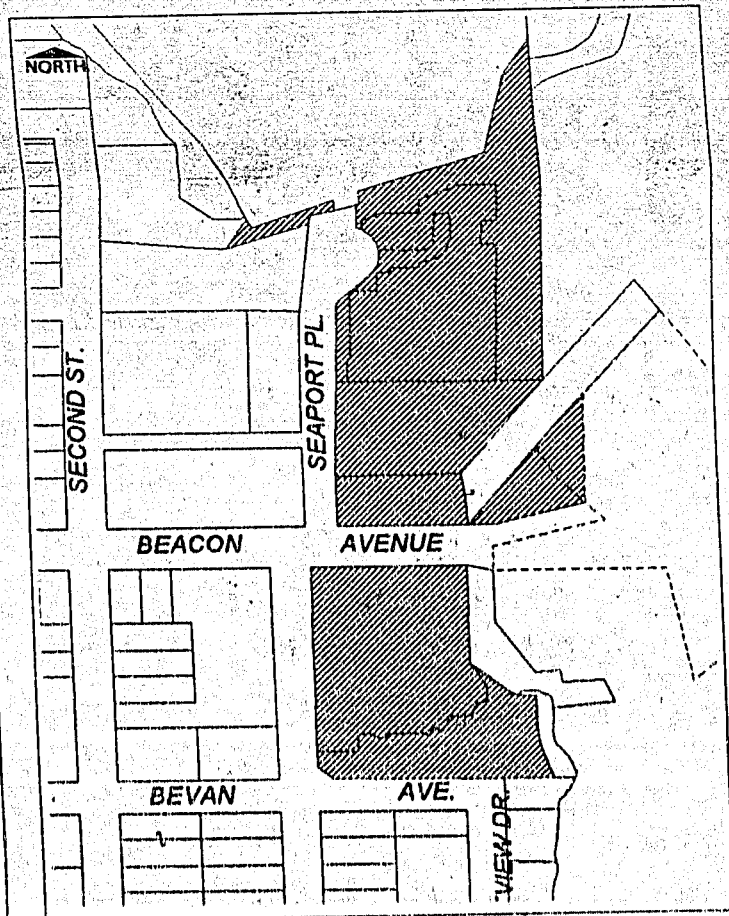 NORTH
SECOND ST.
SEAPORT PL.
BEACON AVENUE
BEVAN AVE.
VIEW DR.